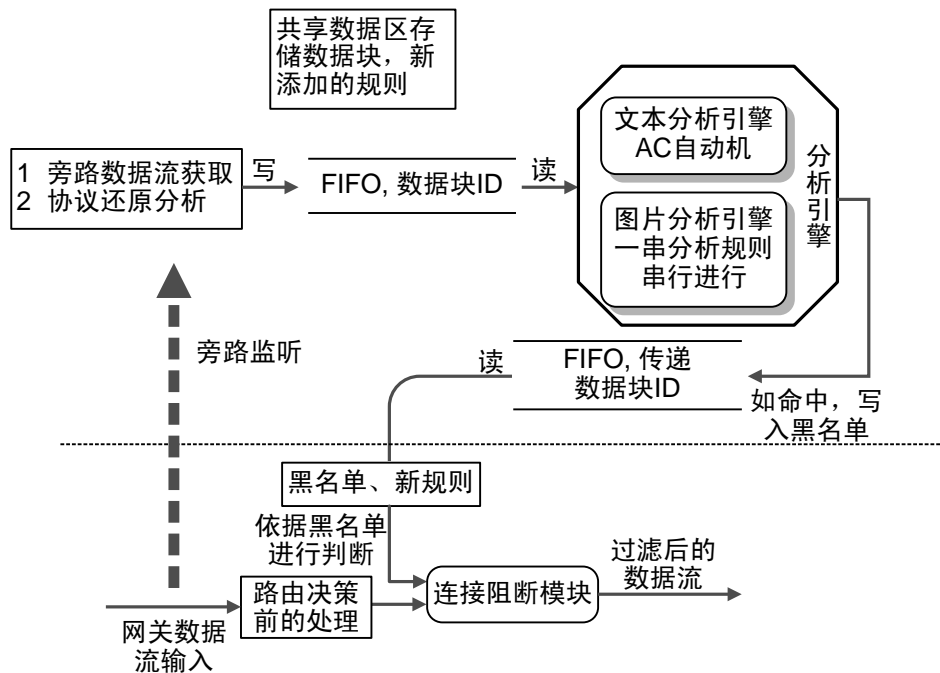 共享数据区存
储数据块，新
添加的规则
1 旁路数据流获取
2 协议还原分析
写
FIFO, 数据块ID
读
文本分析引擎
AC自动机
图片分析引擎
一串分析规则
串行进行
分析引擎
旁路监听
读
FIFO, 传递
数据块ID
如命中，写
入黑名单
黑名单、新规则
依据黑名单
进行判断
过滤后的
数据流
路由决策
前的处理
连接阻断模块
网关数据
流输入